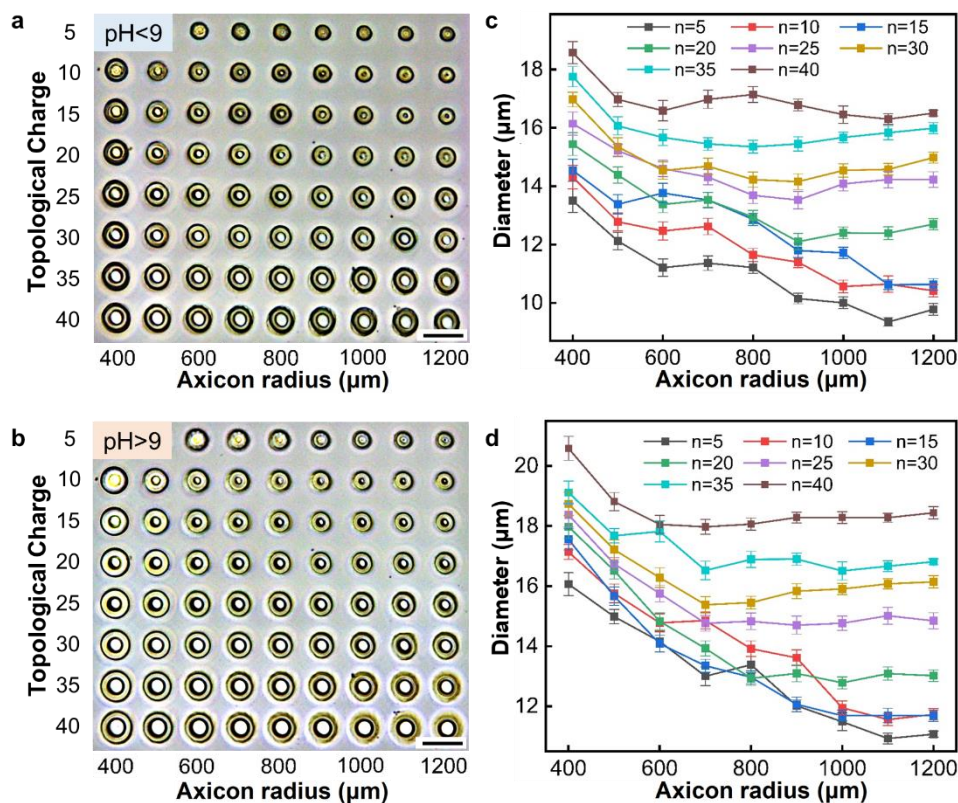 a
pH<9
Topological Charge
5
10
15
20
25
30
35
40
400 600 800 1000 1200
Axicon radius (μm)
c
n=5 n=10 n=15
n=20 n=25 n=30
n=35 n=40
Diameter (μm)
18
16
14
12
10
400 500 600 700 800 900 1000 1100 1200
Axicon radius (μm)
b
pH>9
Topological Charge
5
10
15
20
25
30
35
40
400 600 800 1000 1200
Axicon radius (μm)
d
n=5 n=10 n=15
n=20 n=25 n=30
n=35 n=40
Diameter (μm)
20
18
16
14
12
400 500 600 700 800 900 1000 1100 1200
Axicon radius (μm)